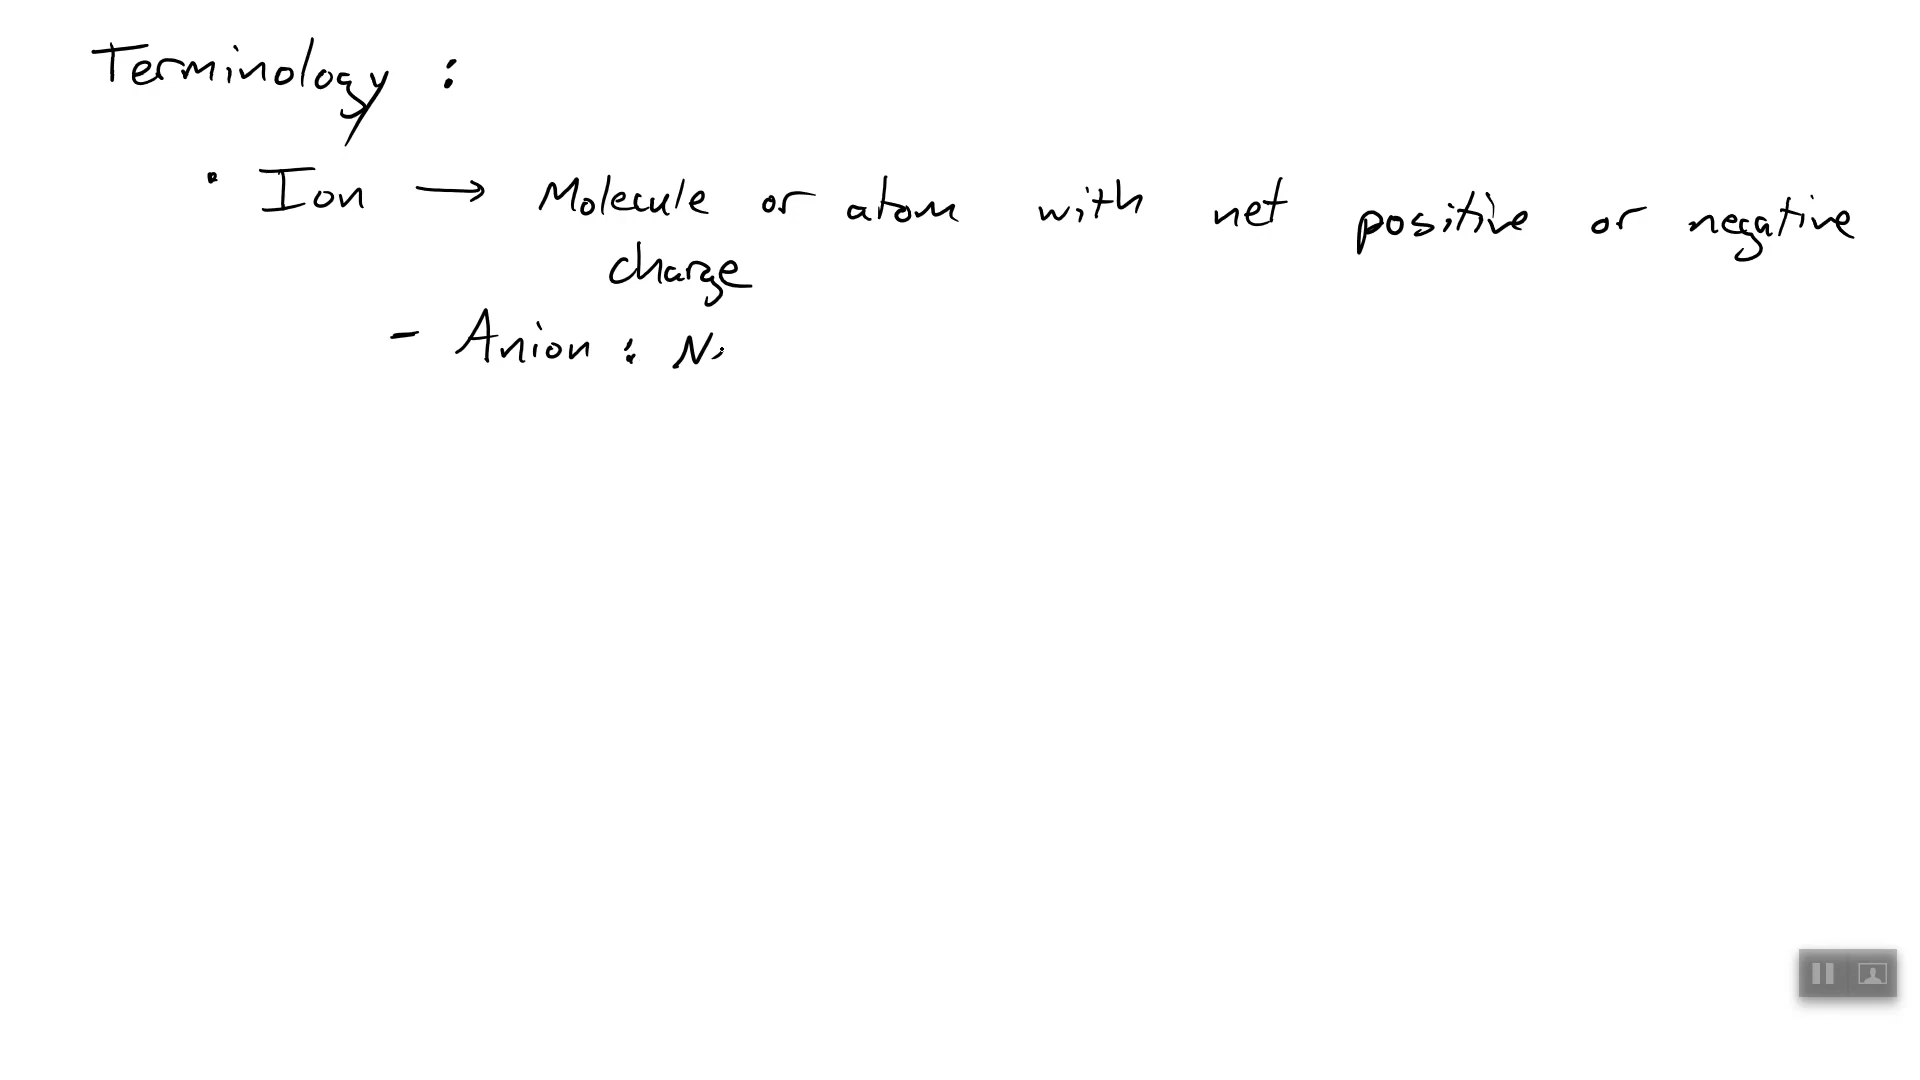 Terminology :
• Ion → Molecule or atom with net positive or negative
charge
- Anion : N